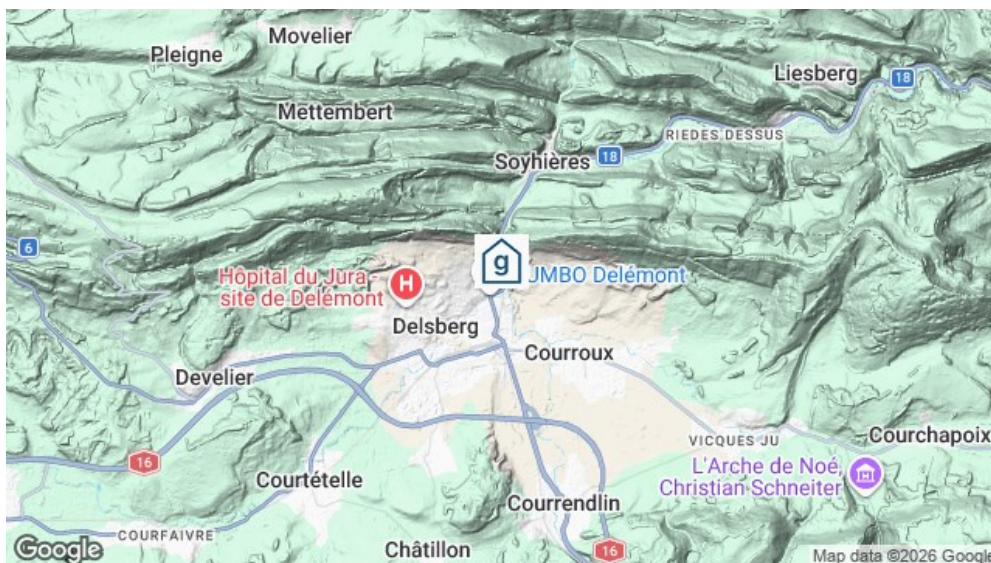 Movelier
Pleigne
Liesberg
18
Mettembert
RIEDES DESSUS
Soyhières
18
6
g
JMBO Delémont
Hôpital du Jura -
site de Delémont
H
Delsberg
Courroux
Develier
VICQUES JU
Courchapoix
16
L'Arche de Noé,
Christian Schneiter
Courtételle
Courrendlin
COURFAIVRE
Châtillon
16
Google
Map data ©2026 Google